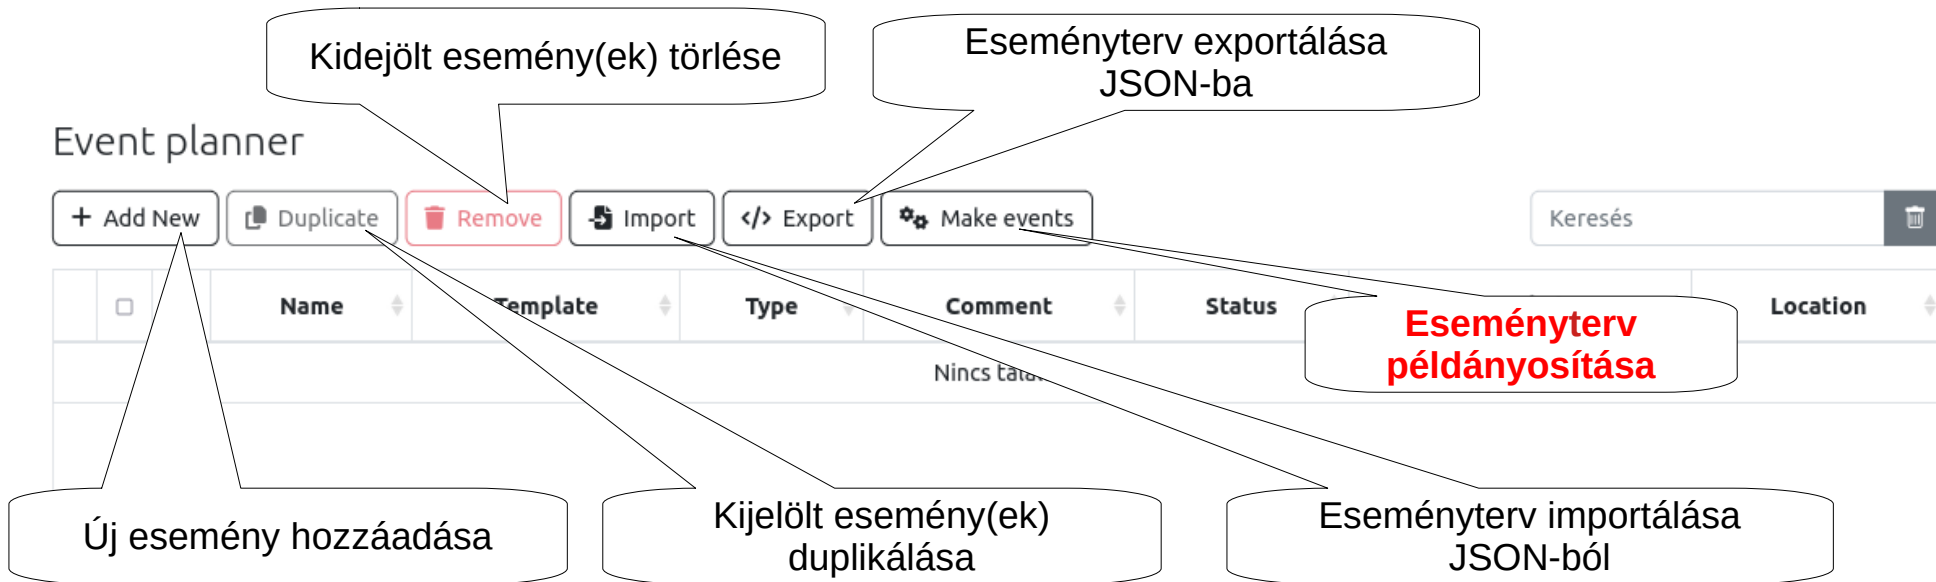 Kidejölt esemény(ek) törlése
Eseményterv exportálása
JSON-ba
Event planner
+ Add New
Duplicate
Remove
Import
</> Export
Make events
Keresés
Name
Template
Type
Comment
Status
Location
Eseményterv
példányosítása
Nincs
Új esemény hozzáadása
Kijelölt esemény(ek)
duplikálása
Eseményterv importálása
JSON-ból